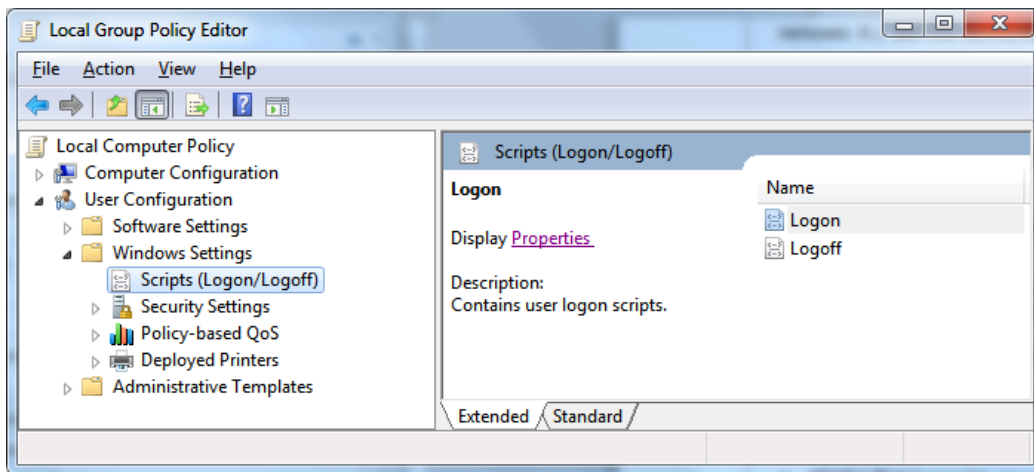 Local Group Policy Editor
File Action View Help
Local Computer Policy
Computer Configuration
User Configuration
Software Settings
Windows Settings
Scripts (Logon/Logoff)
Security Settings
Policy-based QoS
Deployed Printers
Administrative Templates
Scripts (Logon/Logoff)
Logon
Display Properties
Description:
Contains user logon scripts.
Name
Logon
Logoff
Extended Standard